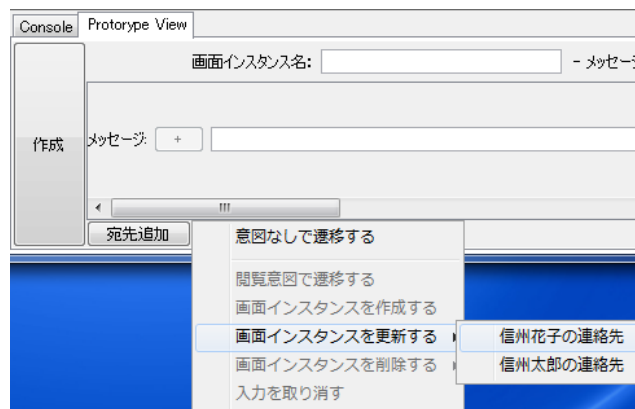 Console Protorype View
画面インスタンス名: - メッセー
作成
メッセージ: +
宛先追加
意図なしで遷移する
閲覧意図で遷移する
画面インスタンスを作成する
画面インスタンスを更新する 信州花子の連絡先
画面インスタンスを削除する 信州太郎の連絡先
入力を取り消す